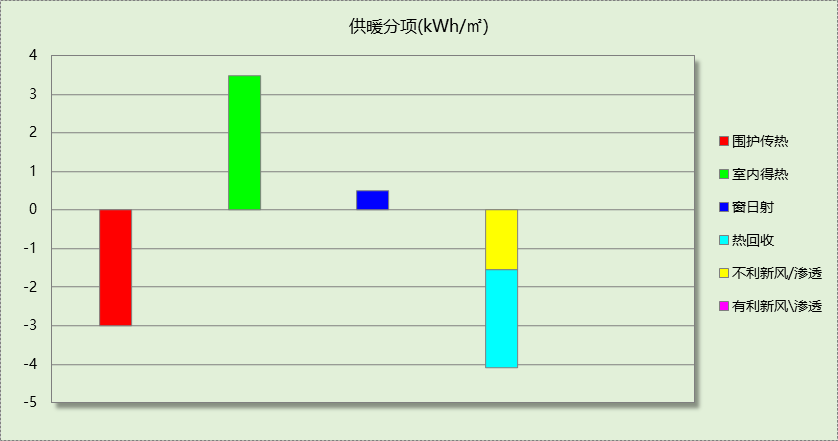 供暖分项(kWh/㎡)
4
3
2
1
0
-1
-2
-3
-4
-5
围护传热
室内得热
窗日射
热回收
不利新风/渗透
有利新风\渗透